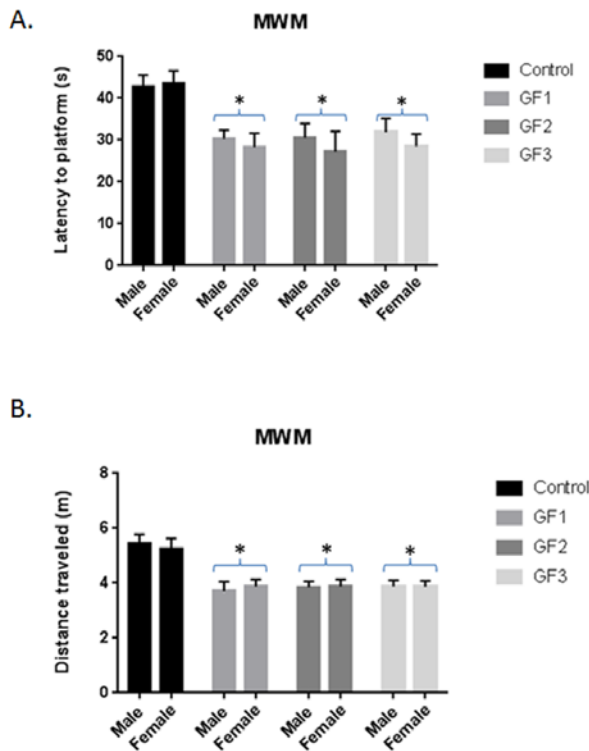 A.
MWM
Latency to platform (s)
50
40
30
20
10
0
* * *
Male Female Male Female Male Female Male Female
Control
GF1
GF2
GF3
B.
MWM
Distance traveled (m)
8
6
4
2
0
* * *
Male Female Male Female Male Female Male Female
Control
GF1
GF2
GF3